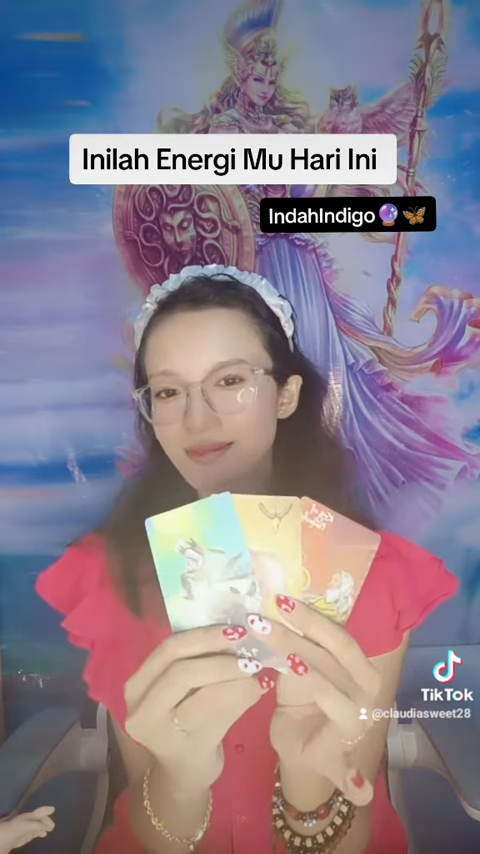 Inilah Energi Mu Hari Ini
IndahIndigo🔮🦋
TikTok
@claudiasweet28